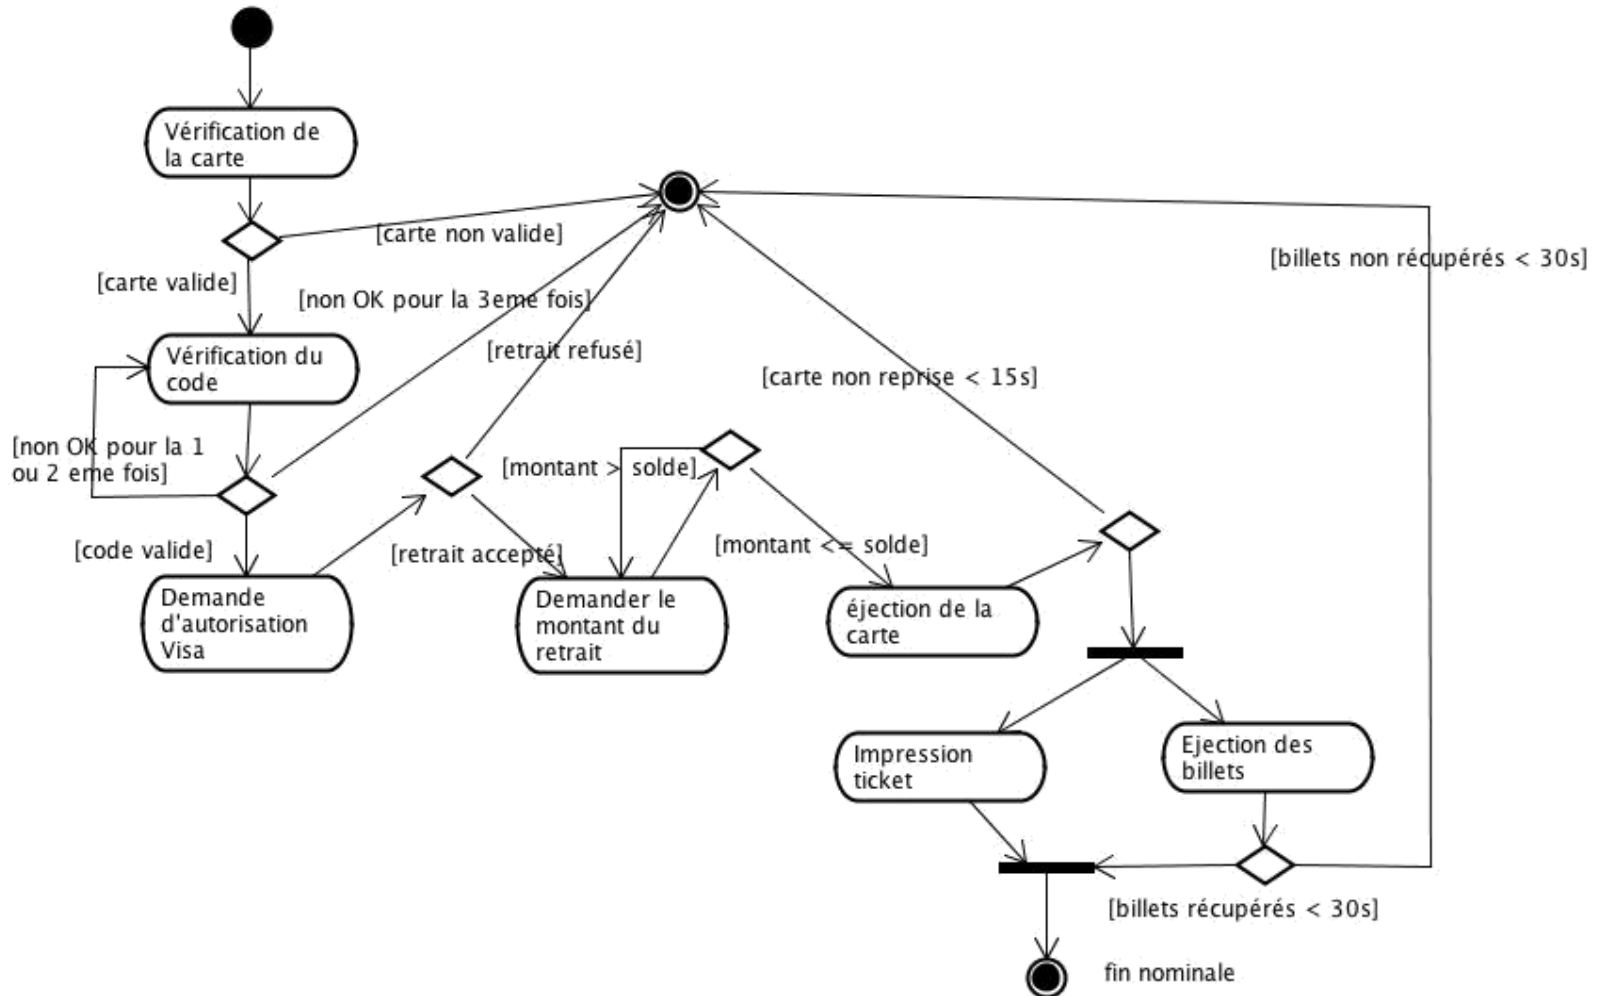 Vérification de
la carte
[carte non valide]
[billets non récupérés < 30s]
[carte valide]
[non OK pour la 3eme fois]
[retrait refusé]
Vérification du
code
[carte non reprise < 15s]
[non OK pour la 1
ou 2 eme fois]
[montant > solde]
[code valide]
[retrait accepté]
[montant <= solde]
Demande
d'autorisation
Visa
Demander le
montant du
retrait
éjection de la
carte
Impression
ticket
Ejection des
billets
[billets récupérés < 30s]
fin nominale